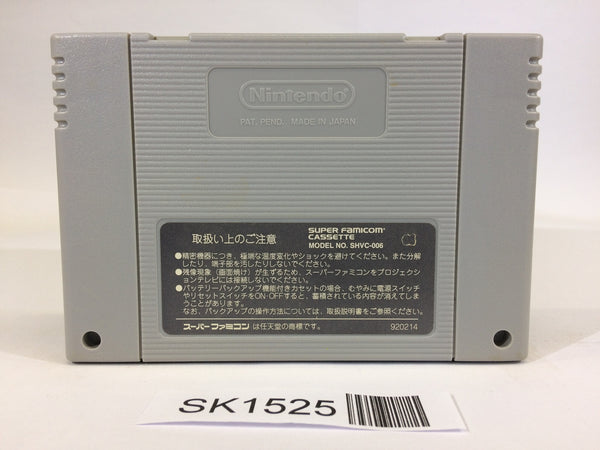 Nintendo
PAT. PEND., MADE IN JAPAN
取扱い上のご注意
SUPER FAMICOM™
CASSETTE
MODEL NO. SHVC-006
●精密機器につき、極端な温度変化やショックを避けてください。また分解
したり、端子部を汚したりしないでください。
●残像現象（画面焼け）が生ずるため、スーパーファミコンをプロジェクシ
ョンテレビには接続しないでください。
●バッテリーバックアップ機能付きカセットの場合、むやみに電源スイッチ
やリセットスイッチをON・OFFすると、蓄積されている内容が消えてしま
うことがあります。
なお、バックアップの操作方法については、取扱説明書をご参照ください。
スーパーファミコン は任天堂の商標です。
920214
SK1525